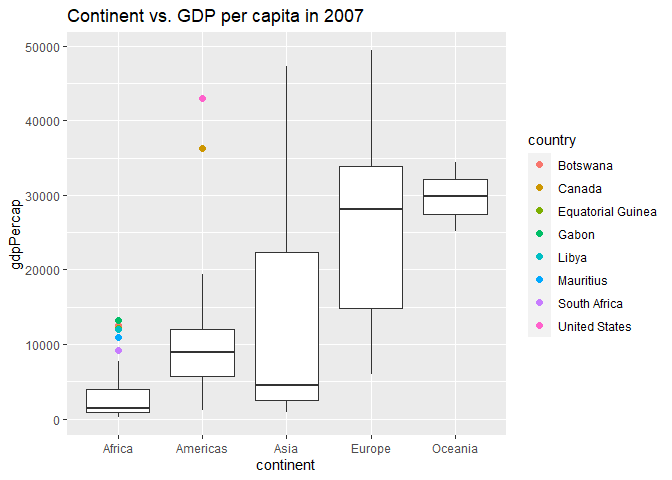 Continent vs. GDP per capita in 2007
50000
40000
30000
20000
10000
0
gdpPercap
Africa
Americas
Asia
Europe
Oceania
continent
country
Botswana
Canada
Equatorial Guinea
Gabon
Libya
Mauritius
South Africa
United States